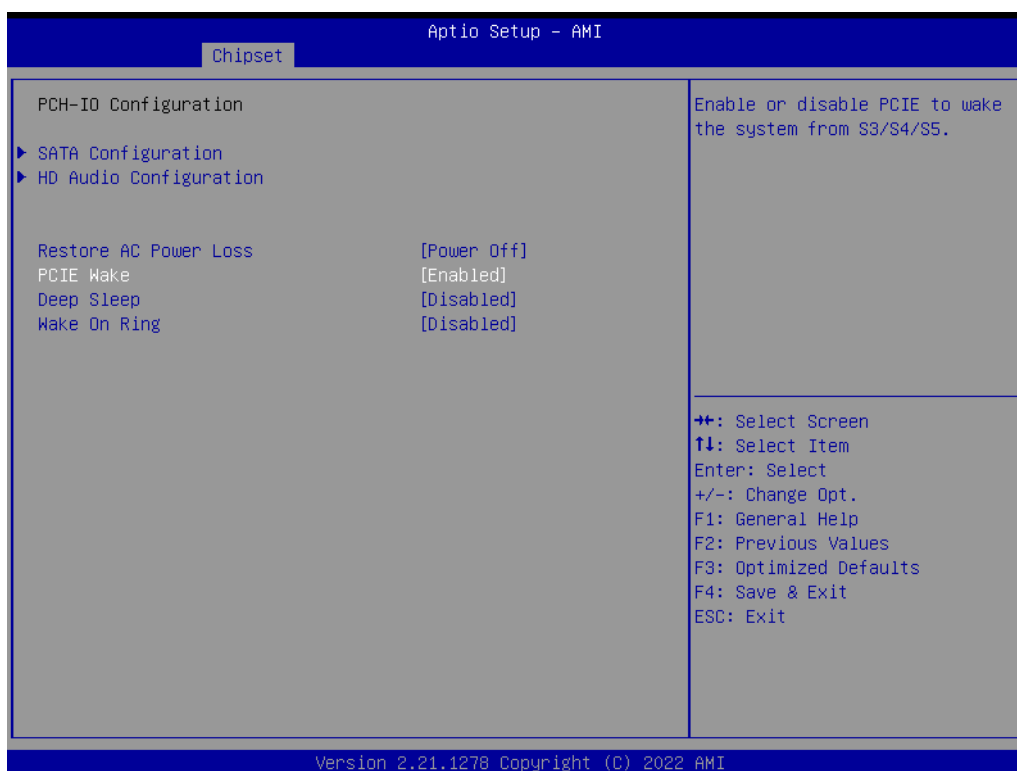 Aptio Setup – AMI
Chipset
PCH-IO Configuration
▶ SATA Configuration
▶ HD Audio Configuration
Restore AC Power Loss [Power Off]
PCIE Wake [Enabled]
Deep Sleep [Disabled]
Wake On Ring [Disabled]
Enable or disable PCIE to wake
the system from S3/S4/S5.
→←: Select Screen
↑↓: Select Item
Enter: Select
+/-: Change Opt.
F1: General Help
F2: Previous Values
F3: Optimized Defaults
F4: Save & Exit
ESC: Exit
Version 2.21.1278 Copyright (C) 2022 AMI